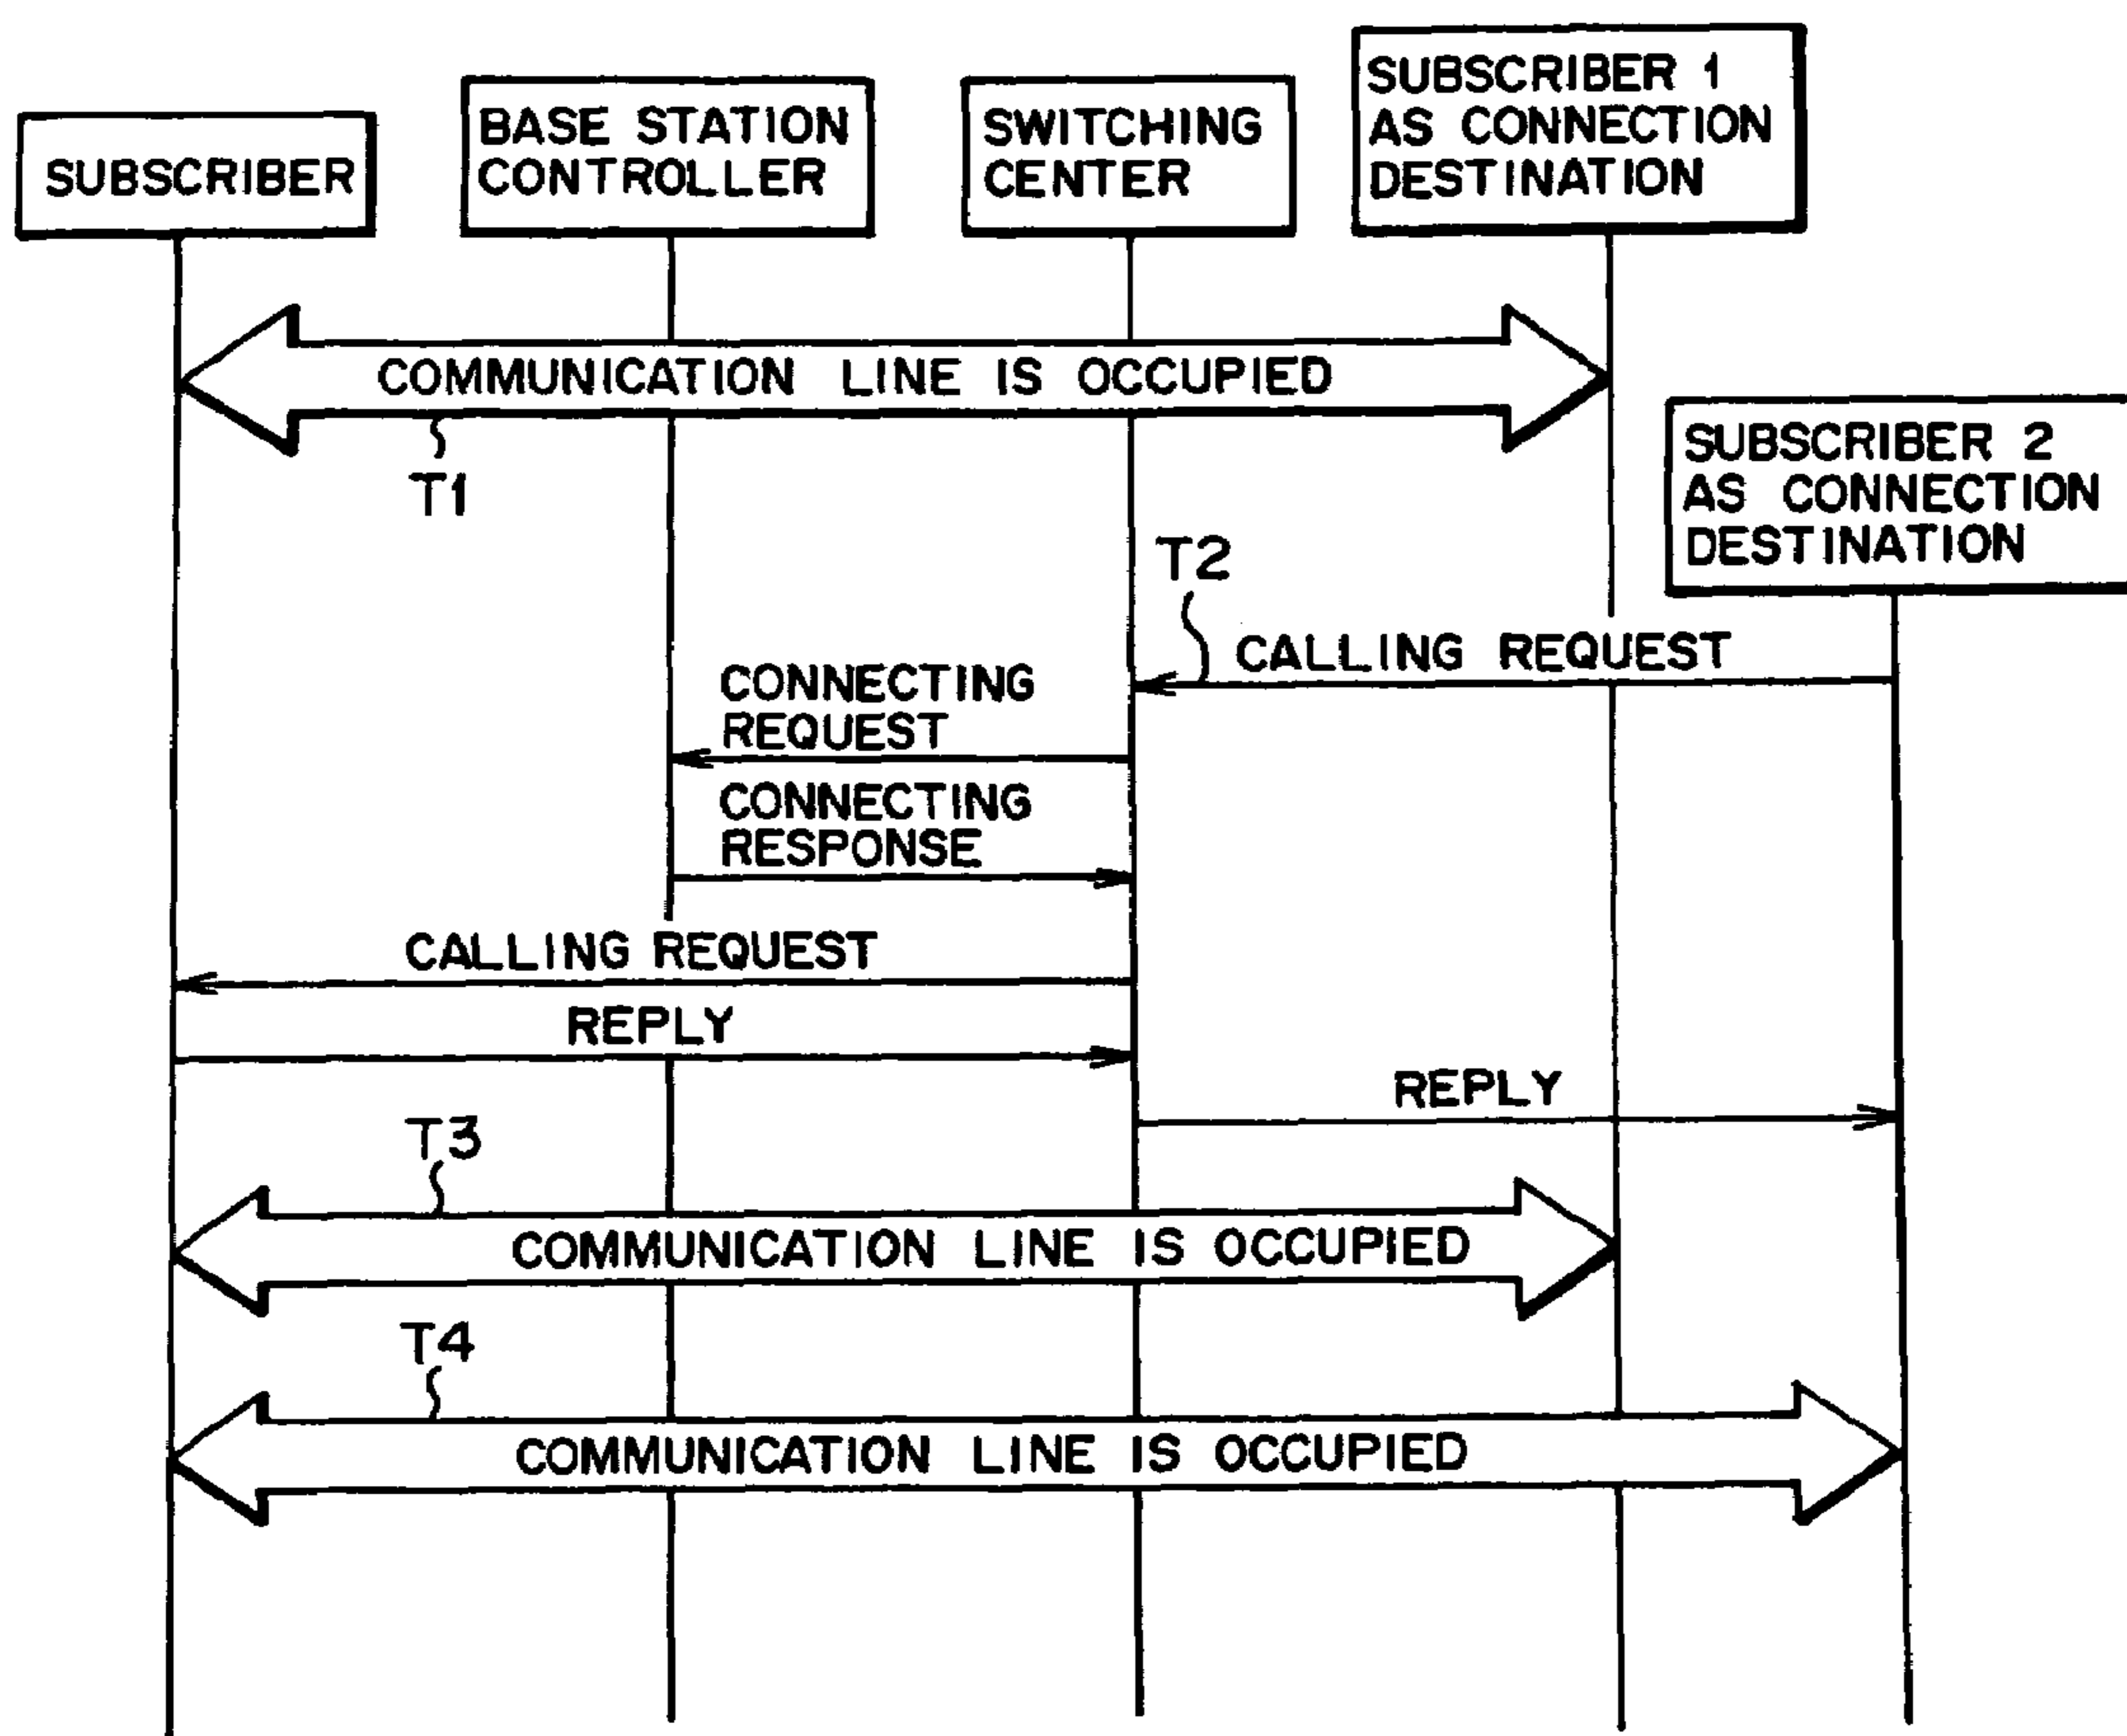 SUBSCRIBER
BASE STATION
CONTROLLER
SWITCHING
CENTER
SUBSCRIBER 1
AS CONNECTION
DESTINATION
COMMUNICATION LINE IS OCCUPIED
T1
SUBSCRIBER 2
AS CONNECTION
DESTINATION
T2
CALLING REQUEST
CONNECTING
REQUEST
CONNECTING
RESPONSE
CALLING REQUEST
REPLY
REPLY
T3
COMMUNICATION LINE IS OCCUPIED
T4
COMMUNICATION LINE IS OCCUPIED